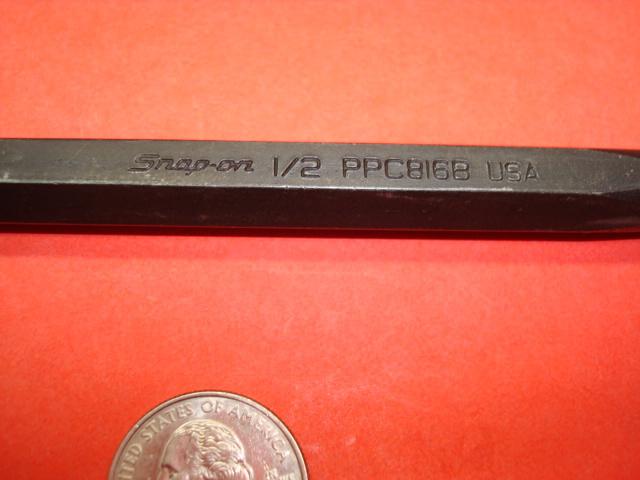 Snap-on 1/2 PPC816B USA
STATES OF AMERICA